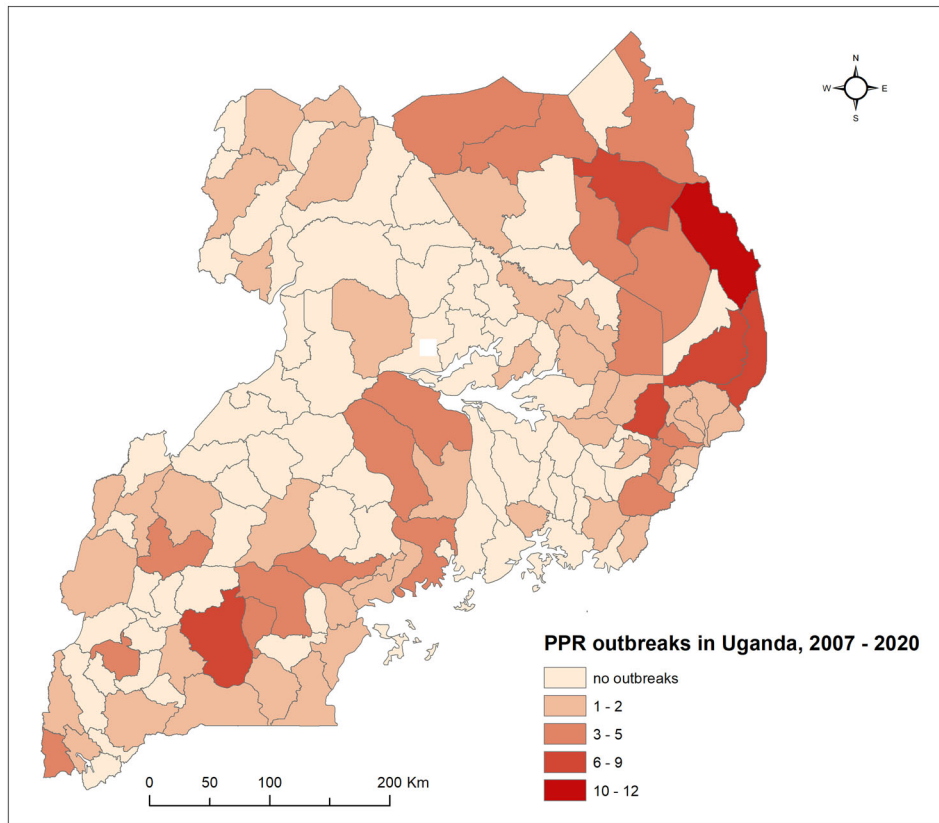 N
W E
S
PPR outbreaks in Uganda, 2007 - 2020
no outbreaks
1 - 2
3 - 5
6 - 9
10 - 12
0 50 100 200 Km